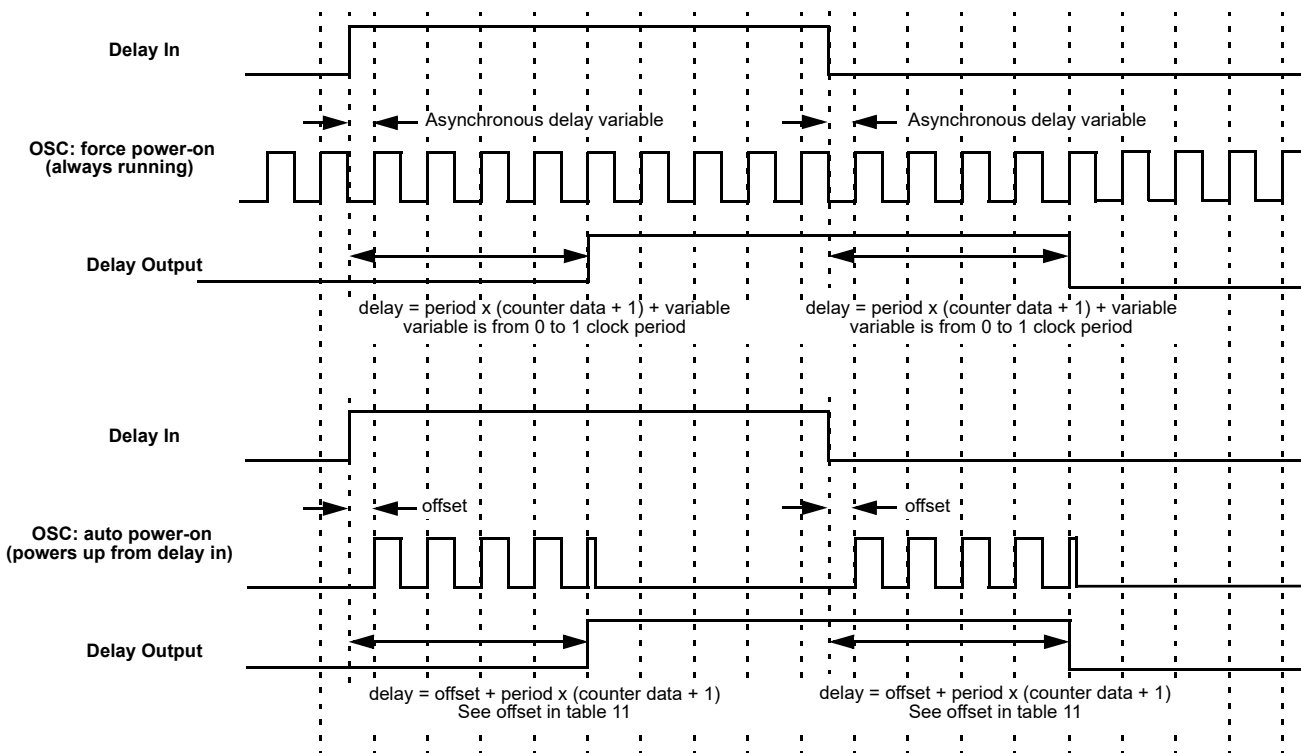 Delay In
Asynchronous delay variable
Asynchronous delay variable
OSC: force power-on
(always running)
Delay Output
delay = period x (counter data + 1) + variable
variable is from 0 to 1 clock period
delay = period x (counter data + 1) + variable
variable is from 0 to 1 clock period
Delay In
offset
offset
OSC: auto power-on
(powers up from delay in)
Delay Output
delay = offset + period x (counter data + 1)
See offset in table 11
delay = offset + period x (counter data + 1)
See offset in table 11